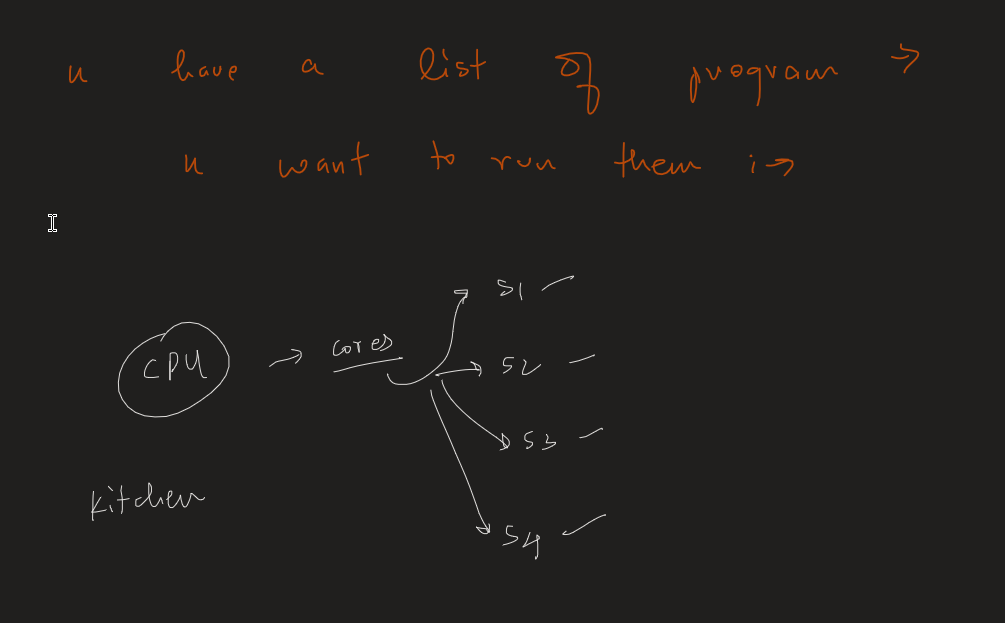 u have a list of program →
u want to run them :→
CPU → cores
S1
S2
S3
S4
Kitchen